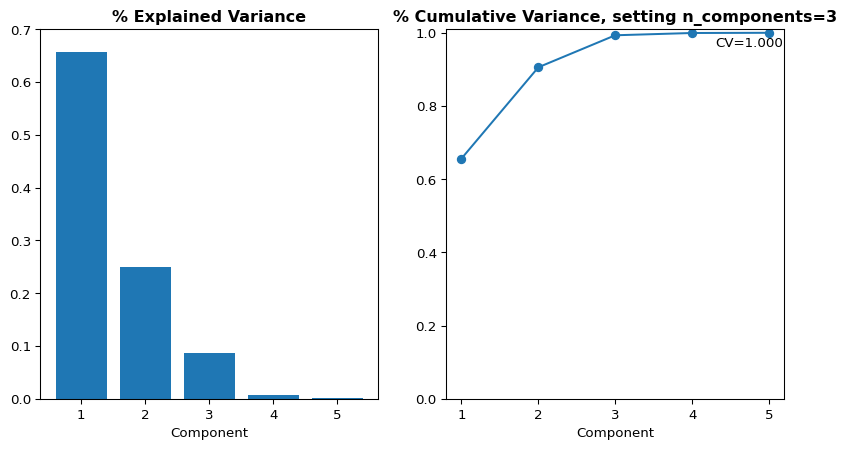 % Explained Variance
0.7
0.6
0.5
0.4
0.3
0.2
0.1
0.0
1 2 3 4 5
Component
% Cumulative Variance, setting n_components=3
1.0
0.8
0.6
0.4
0.2
0.0
CV=1.000
1 2 3 4 5
Component